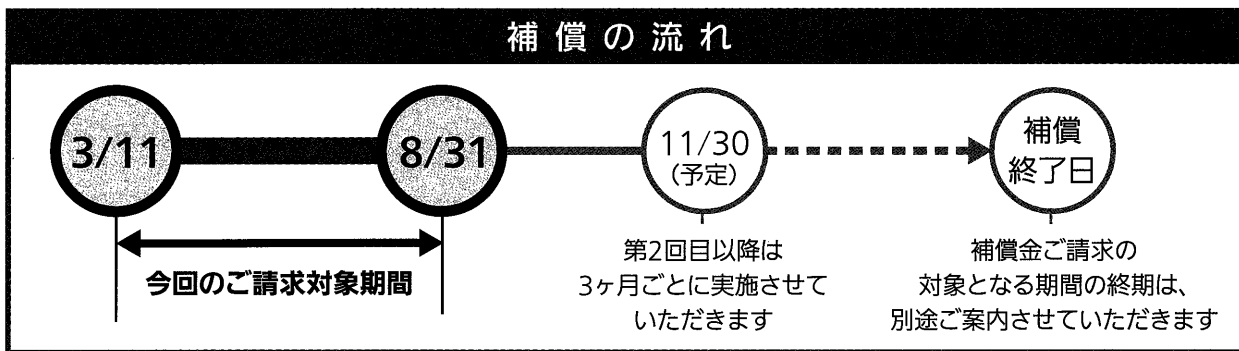 補償の流れ
3/11
8/31
11/30
(予定)
補償
終了日
今回のご請求対象期間
第2回目以降は
3ヶ月ごとに実施させて
いただきます
補償金ご請求の
対象となる期間の終期は、
別途ご案内させていただきます